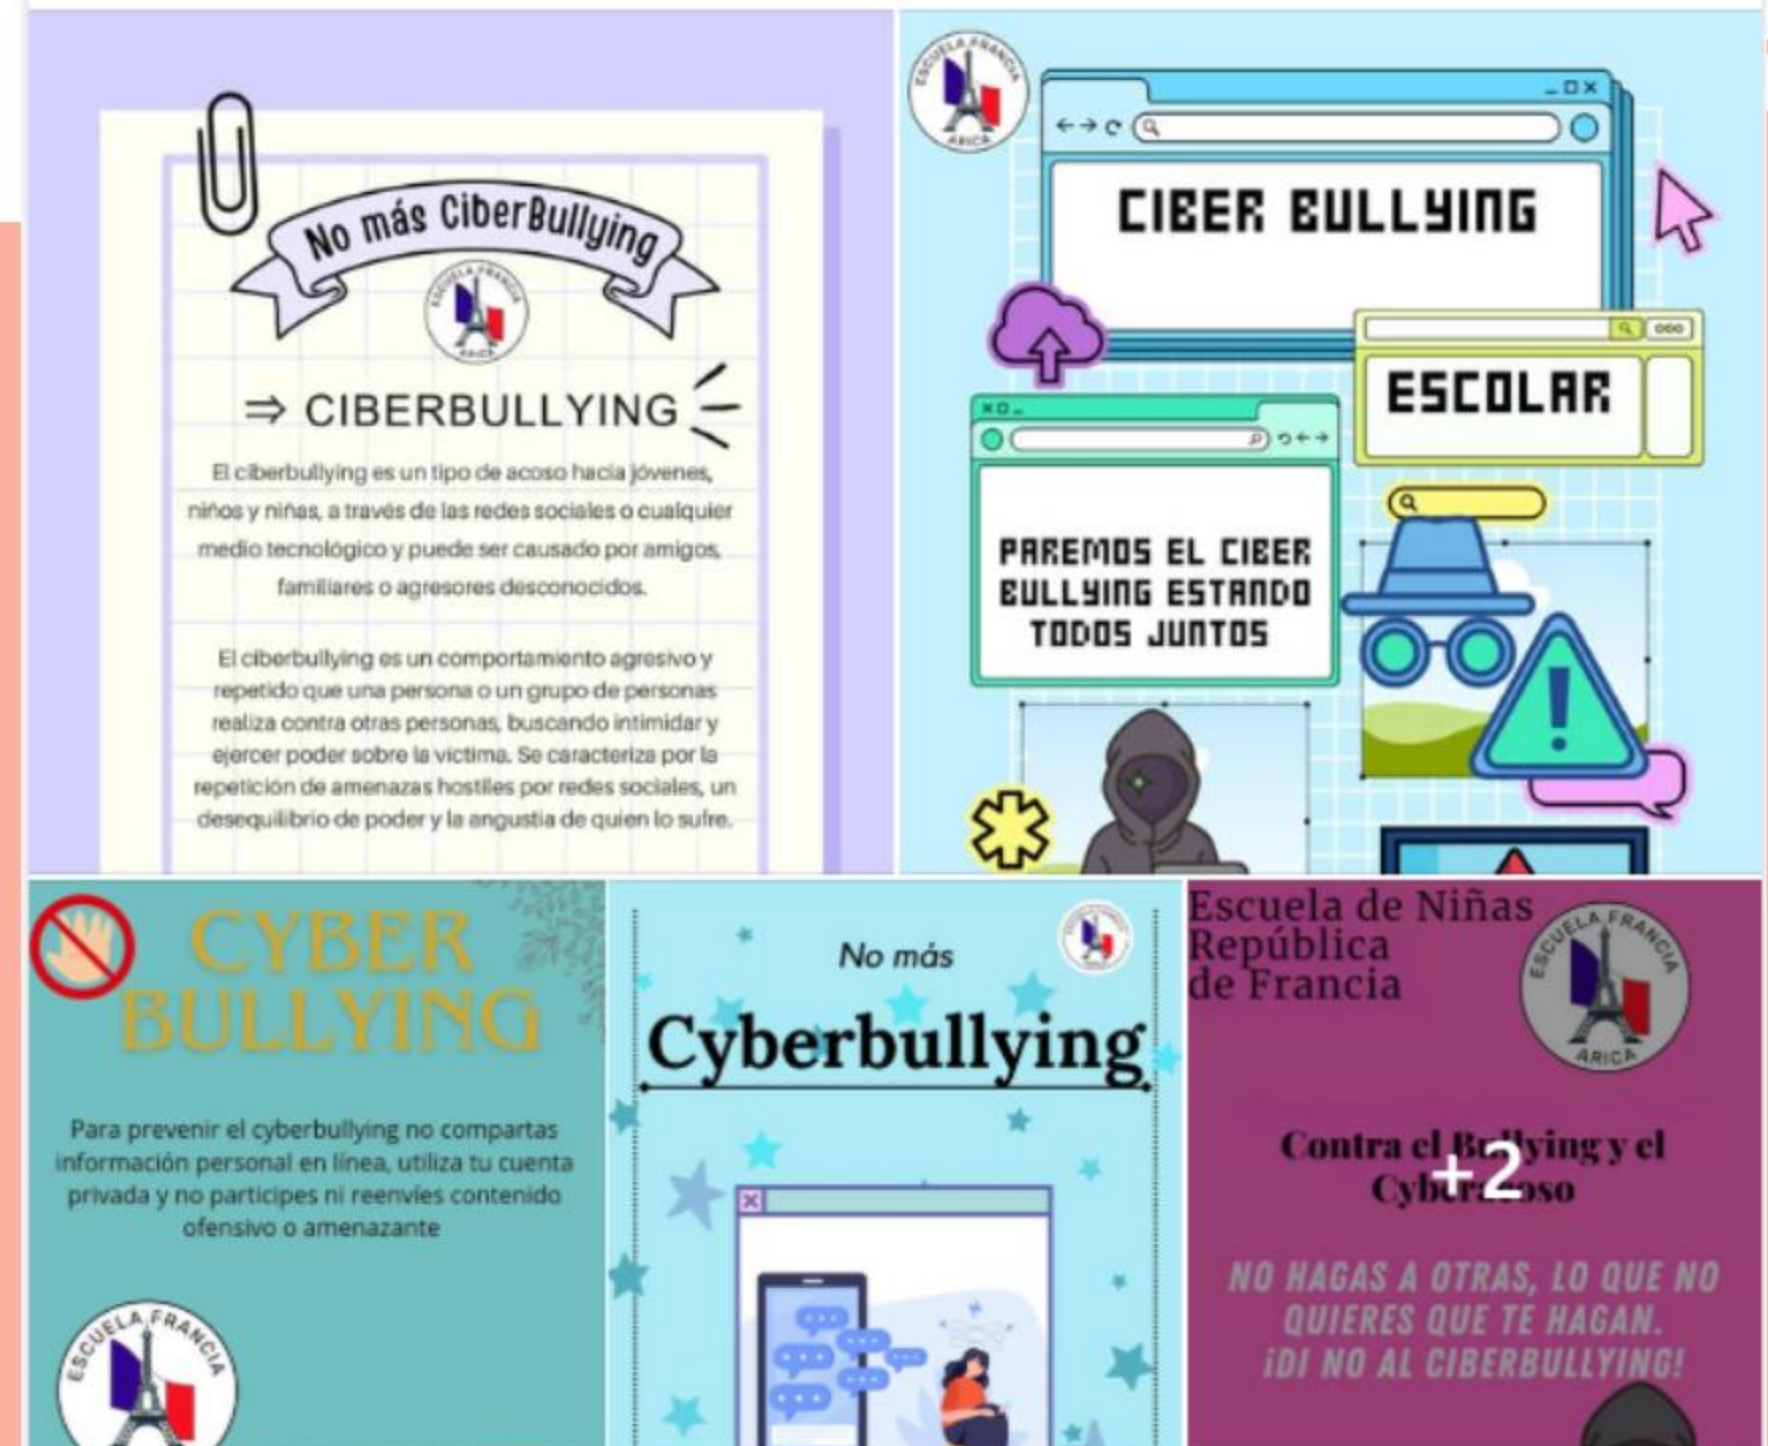 No más CiberBullying
ESCUELA FRANCIA
ARICA
⇒ CIBERBULLYING
El ciberbullying es un tipo de acoso hacia jóvenes,
niños y niñas, a través de las redes sociales o cualquier
medio tecnológico y puede ser causado por amigos,
familiares o agresores desconocidos.
El ciberbullying es un comportamiento agresivo y
repetido que una persona o un grupo de personas
realiza contra otras personas, buscando intimidar y
ejercer poder sobre la víctima. Se caracteriza por la
repetición de amenazas hostiles por redes sociales, un
desequilibrio de poder y la angustia de quien lo sufre.
ESCUELA FRANCIA
ARICA
CIBER BULLYING
ESCOLAR
PAREMOS EL CIBER
BULLYING ESTANDO
TODOS JUNTOS
CYBER
BULLYING
Para prevenir el cyberbullying no compartas
información personal en línea, utiliza tu cuenta
privada y no participes ni reenvíes contenido
ofensivo o amenazante
ESCUELA FRANCIA
No más
Cyberbullying
Escuela de Niñas
República
de Francia
ESCUELA FRANCIA
ARICA
Contra el Bullying y el
Cyberacoso
+2
NO HAGAS A OTRAS, LO QUE NO
QUIERES QUE TE HAGAN.
¡DI NO AL CIBERBULLYING!